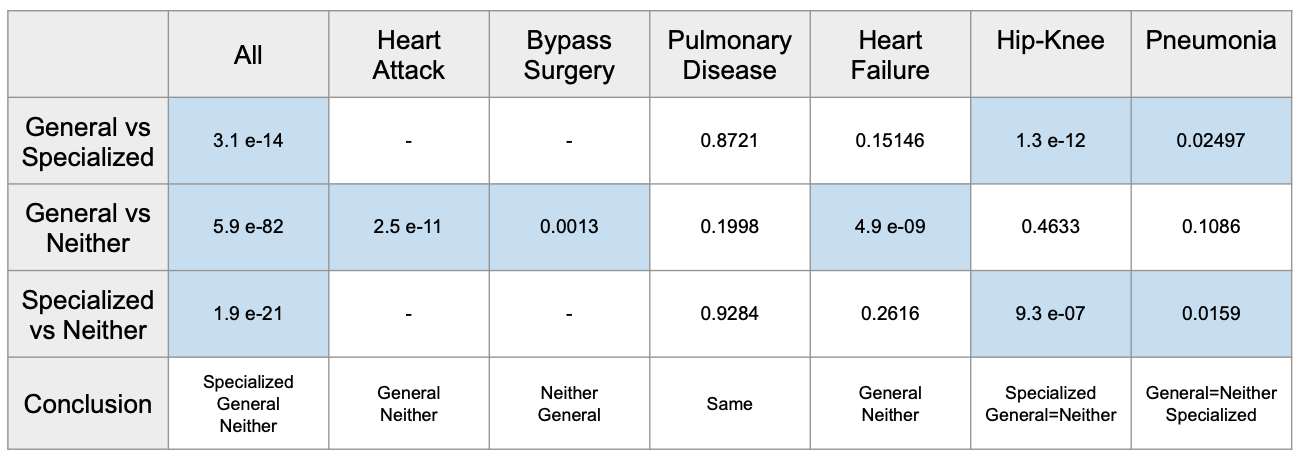 All
Heart
Attack
Bypass
Surgery
Pulmonary
Disease
Heart
Failure
Hip-Knee
Pneumonia
General vs
Specialized
3.1 e-14
-
-
0.8721
0.15146
1.3 e-12
0.02497
General vs
Neither
5.9 e-82
2.5 e-11
0.0013
0.1998
4.9 e-09
0.4633
0.1086
Specialized
vs Neither
1.9 e-21
-
-
0.9284
0.2616
9.3 e-07
0.0159
Conclusion
Specialized
General
Neither
General
Neither
Neither
General
Same
General
Neither
Specialized
General=Neither
General=Neither
Specialized